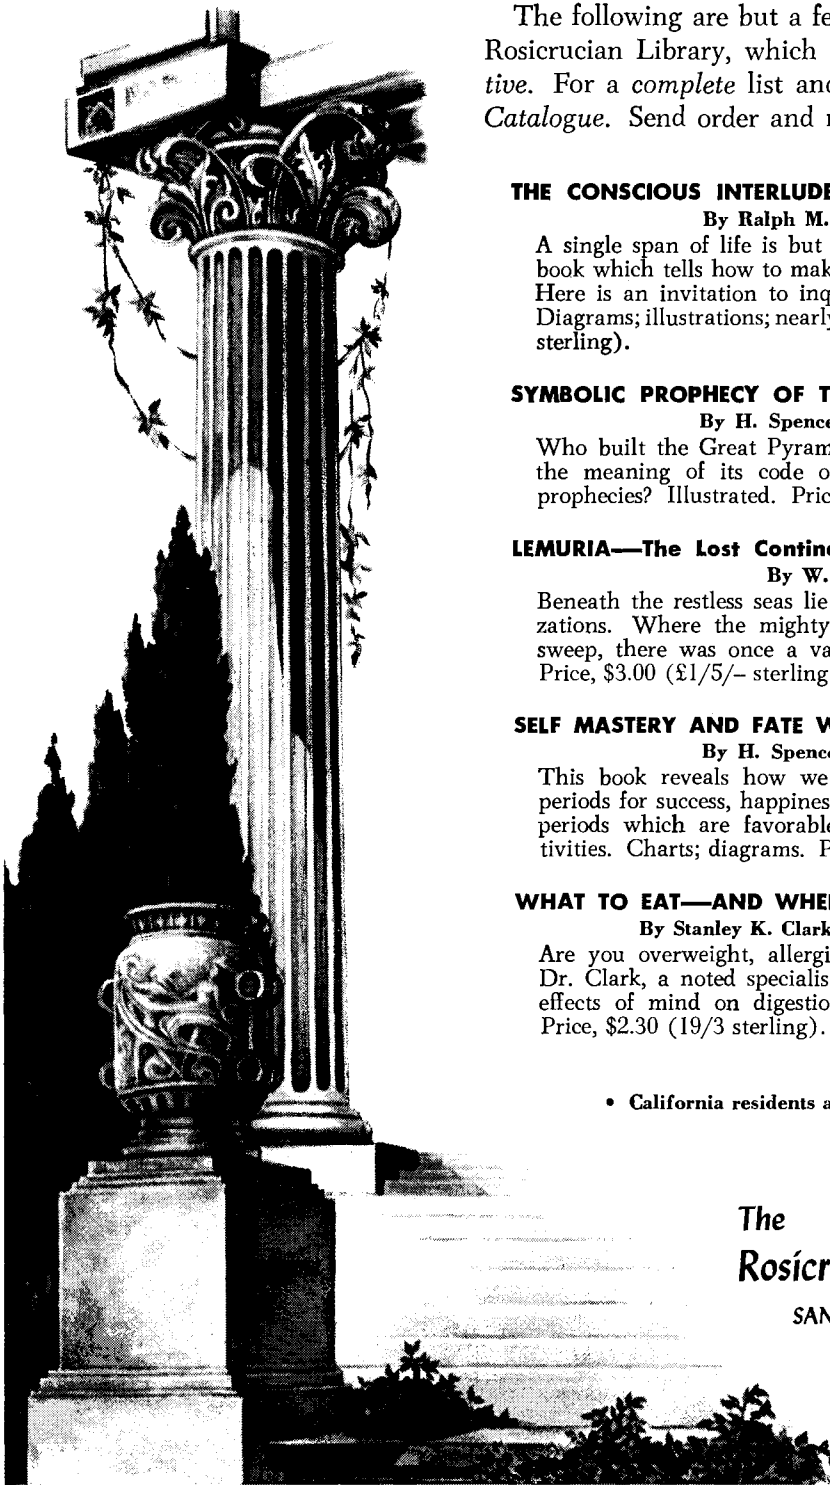 The following are but a fe
Rosicrucian Library, which
tive. For a complete list and
Catalogue. Send order and r
THE CONSCIOUS INTERLUDE
By Ralph M.
A single span of life is but
book which tells how to mak
Here is an invitation to inq
Diagrams; illustrations; nearly
sterling).
SYMBOLIC PROPHECY OF T
By H. Spence
Who built the Great Pyram
the meaning of its code o
prophecies? Illustrated. Pric
LEMURIA—The Lost Contine
By W.
Beneath the restless seas lie
zations. Where the mighty
sweep, there was once a va
Price, $3.00 (£1/5/– sterling
SELF MASTERY AND FATE W
By H. Spence
This book reveals how we
periods for success, happines
periods which are favorable
tivities. Charts; diagrams. P
WHAT TO EAT—AND WHEN
By Stanley K. Clark
Are you overweight, allergi
Dr. Clark, a noted specialis
effects of mind on digestio
Price, $2.30 (19/3 sterling).
• California residents a
The
Rosicr
SAN